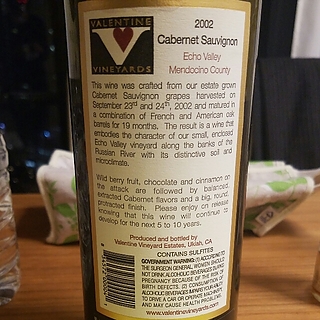 VALENTINE
VINEYARDS
2002
Cabernet Sauvignon
Echo Valley
Mendocino County
This wine was crafted from our estate grown
Cabernet Sauvignon grapes harvested on
September 23rd and 24th, 2002 and matured in
a combination of French and American oak
barrels for 19 months. The result is a wine that
embodies the character of our small, enclosed
Echo Valley vineyard along the banks of the
Russian River with its distinctive soil and
microclimate.
Wild berry fruit, chocolate and cinnamon on
the attack are followed by balanced,
extracted Cabernet flavors and a big, round,
protracted finish. Please enjoy on release
knowing that this wine will continue to
develop for the next 5 to 10 years.
Produced and bottled by
Valentine Vineyard Estates, Ukiah, CA
CONTAINS SULFITES
GOVERNMENT WARNING: (1) ACCORDING TO
THE SURGEON GENERAL, WOMEN SHOULD
NOT DRINK ALCOHOLIC BEVERAGES DURING
PREGNANCY BECAUSE OF THE RISK OF
BIRTH DEFECTS. (2) CONSUMPTION OF
ALCOHOLIC BEVERAGES IMPAIRS YOUR ABILITY
TO DRIVE A CAR OR OPERATE MACHINERY,
AND MAY CAUSE HEALTH PROBLEMS.
www.valentinevineyards.com